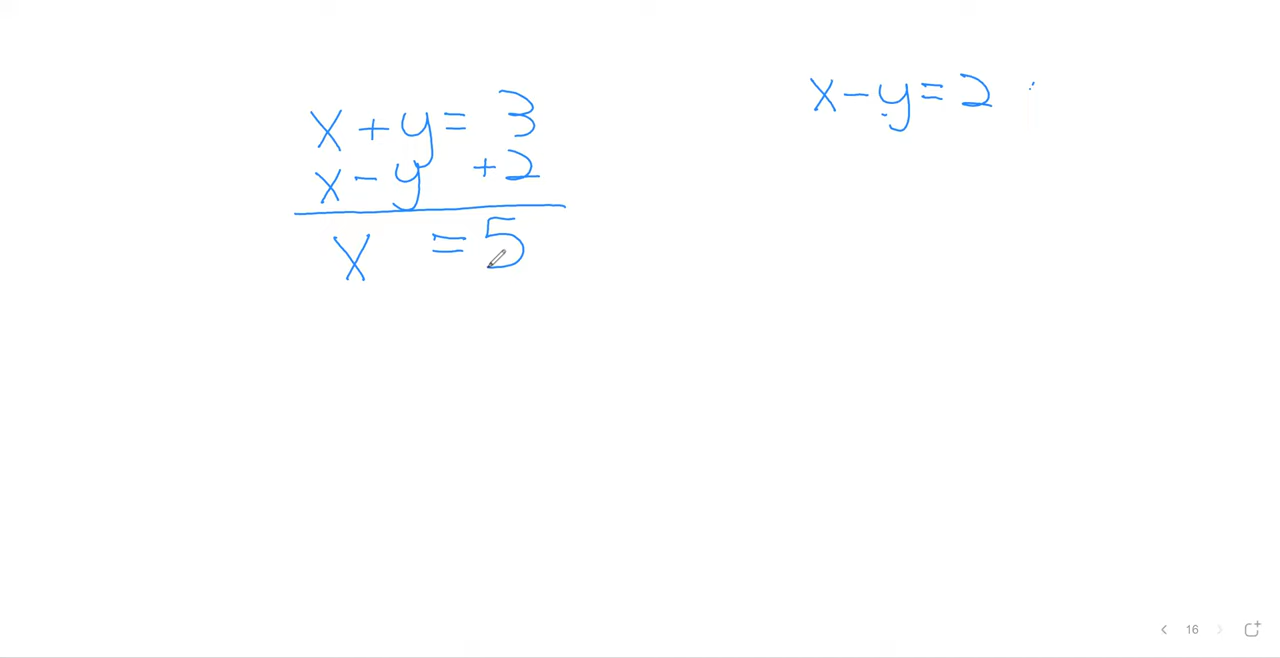 x + y = 3
x - y + 2
x = 5
x - y = 2
16